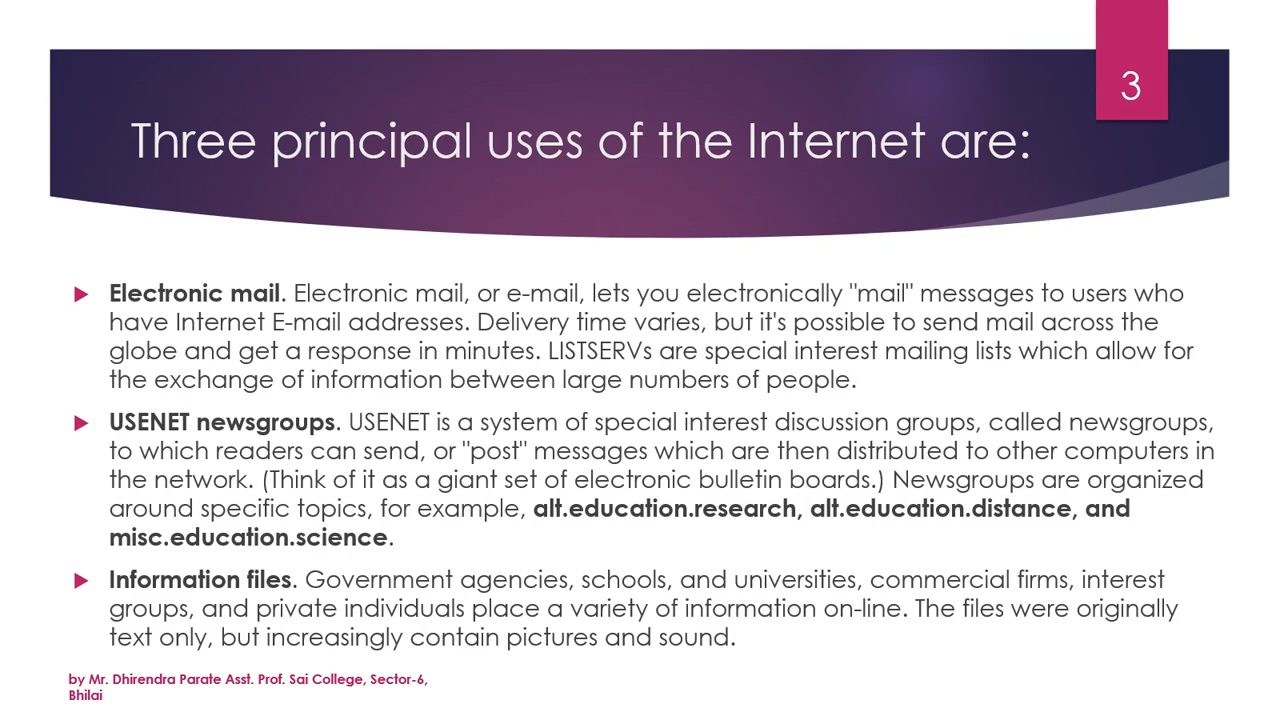 3
Three principal uses of the Internet are:
Electronic mail. Electronic mail, or e-mail, lets you electronically "mail" messages to users who
have Internet E-mail addresses. Delivery time varies, but it's possible to send mail across the
globe and get a response in minutes. LISTSERVs are special interest mailing lists which allow for
the exchange of information between large numbers of people.
USENET newsgroups. USENET is a system of special interest discussion groups, called newsgroups,
to which readers can send, or "post" messages which are then distributed to other computers in
the network. (Think of it as a giant set of electronic bulletin boards.) Newsgroups are organized
around specific topics, for example, alt.education.research, alt.education.distance, and
misc.education.science.
Information files. Government agencies, schools, and universities, commercial firms, interest
groups, and private individuals place a variety of information on-line. The files were originally
text only, but increasingly contain pictures and sound.
by Mr. Dhirendra Parate Asst. Prof. Sai College, Sector-6,
Bhilai